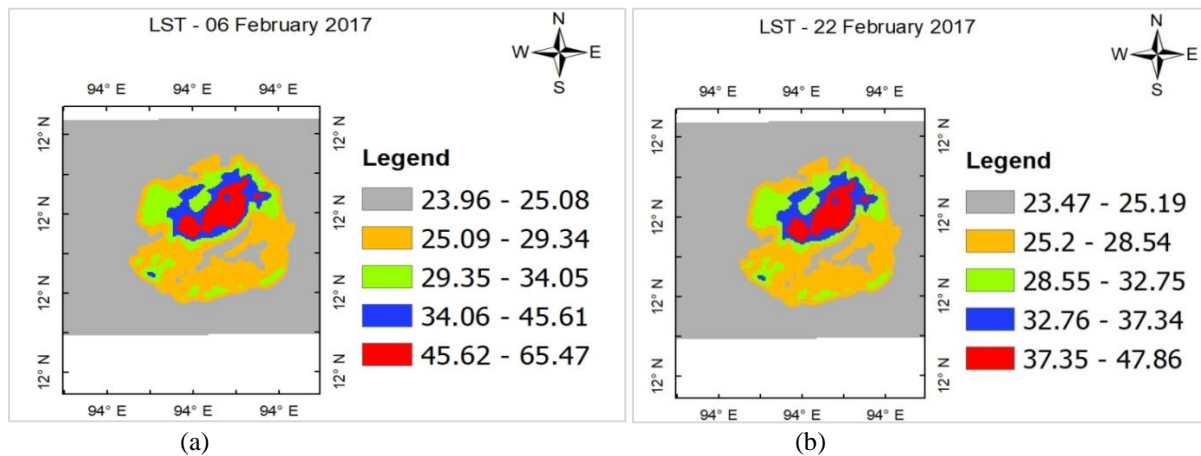 LST - 06 February 2017
N
W E
S
94° E 94° E 94° E
12° N 12° N
12° N 12° N
12° N 12° N
12° N 12° N
94° E 94° E 94° E
Legend
23.96 - 25.08
25.09 - 29.34
29.35 - 34.05
34.06 - 45.61
45.62 - 65.47
(a)
LST - 22 February 2017
N
W E
S
94° E 94° E 94° E
12° N 12° N
12° N 12° N
12° N 12° N
12° N 12° N
94° E 94° E 94° E
Legend
23.47 - 25.19
25.2 - 28.54
28.55 - 32.75
32.76 - 37.34
37.35 - 47.86
(b)